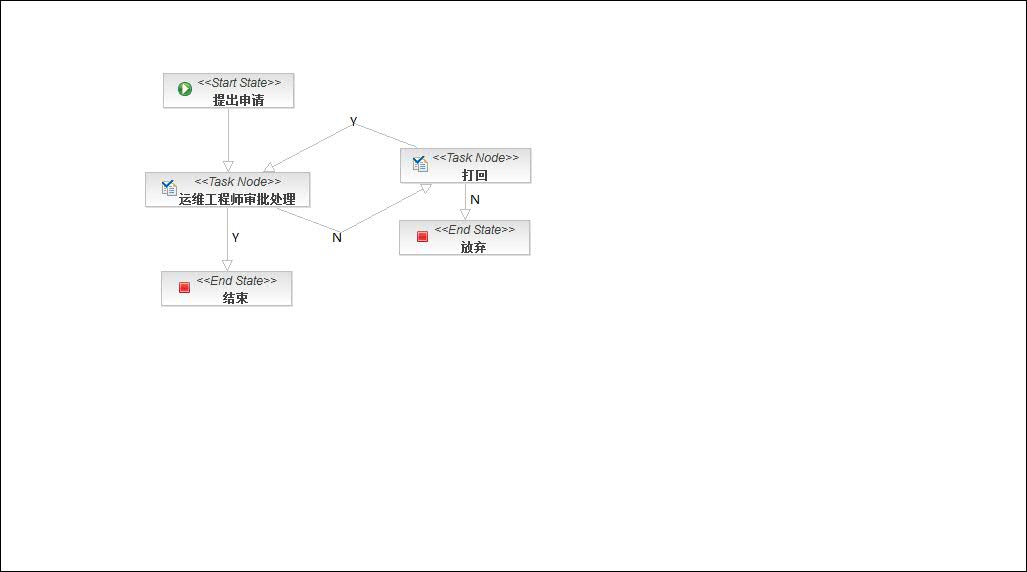 <<Start State>>
提出申请
Y
<<Task Node>>
打回
<<Task Node>>
运维工程师审批处理
N
<<End State>>
放弃
Y
N
<<End State>>
结束